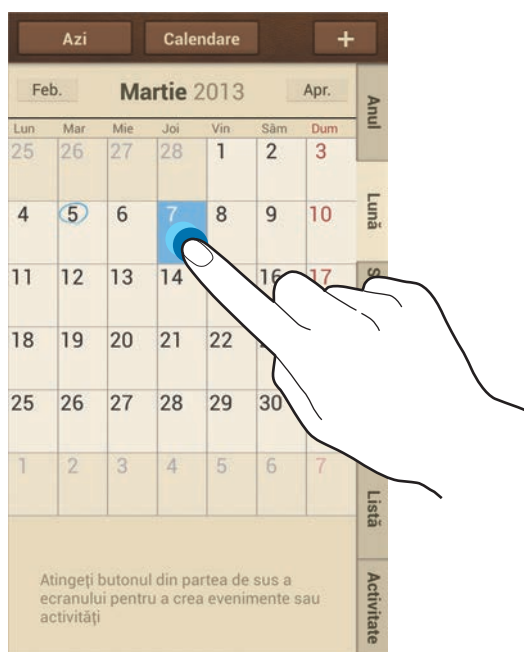 Azi Calendare +
Feb. Martie 2013 Apr.
Lun Mar Mie Joi Vin Sâm Dum
25 26 27 28 1 2 3
4 5 6 7 8 9 10
11 12 13 14 16 17
18 19 20 21 22
25 26 27 28 29 30
1 2 3 4 5 6 7
Anul
Lună
Listă
Activitate
Atingeți butonul din partea de sus a
ecranului pentru a crea evenimente sau
activități